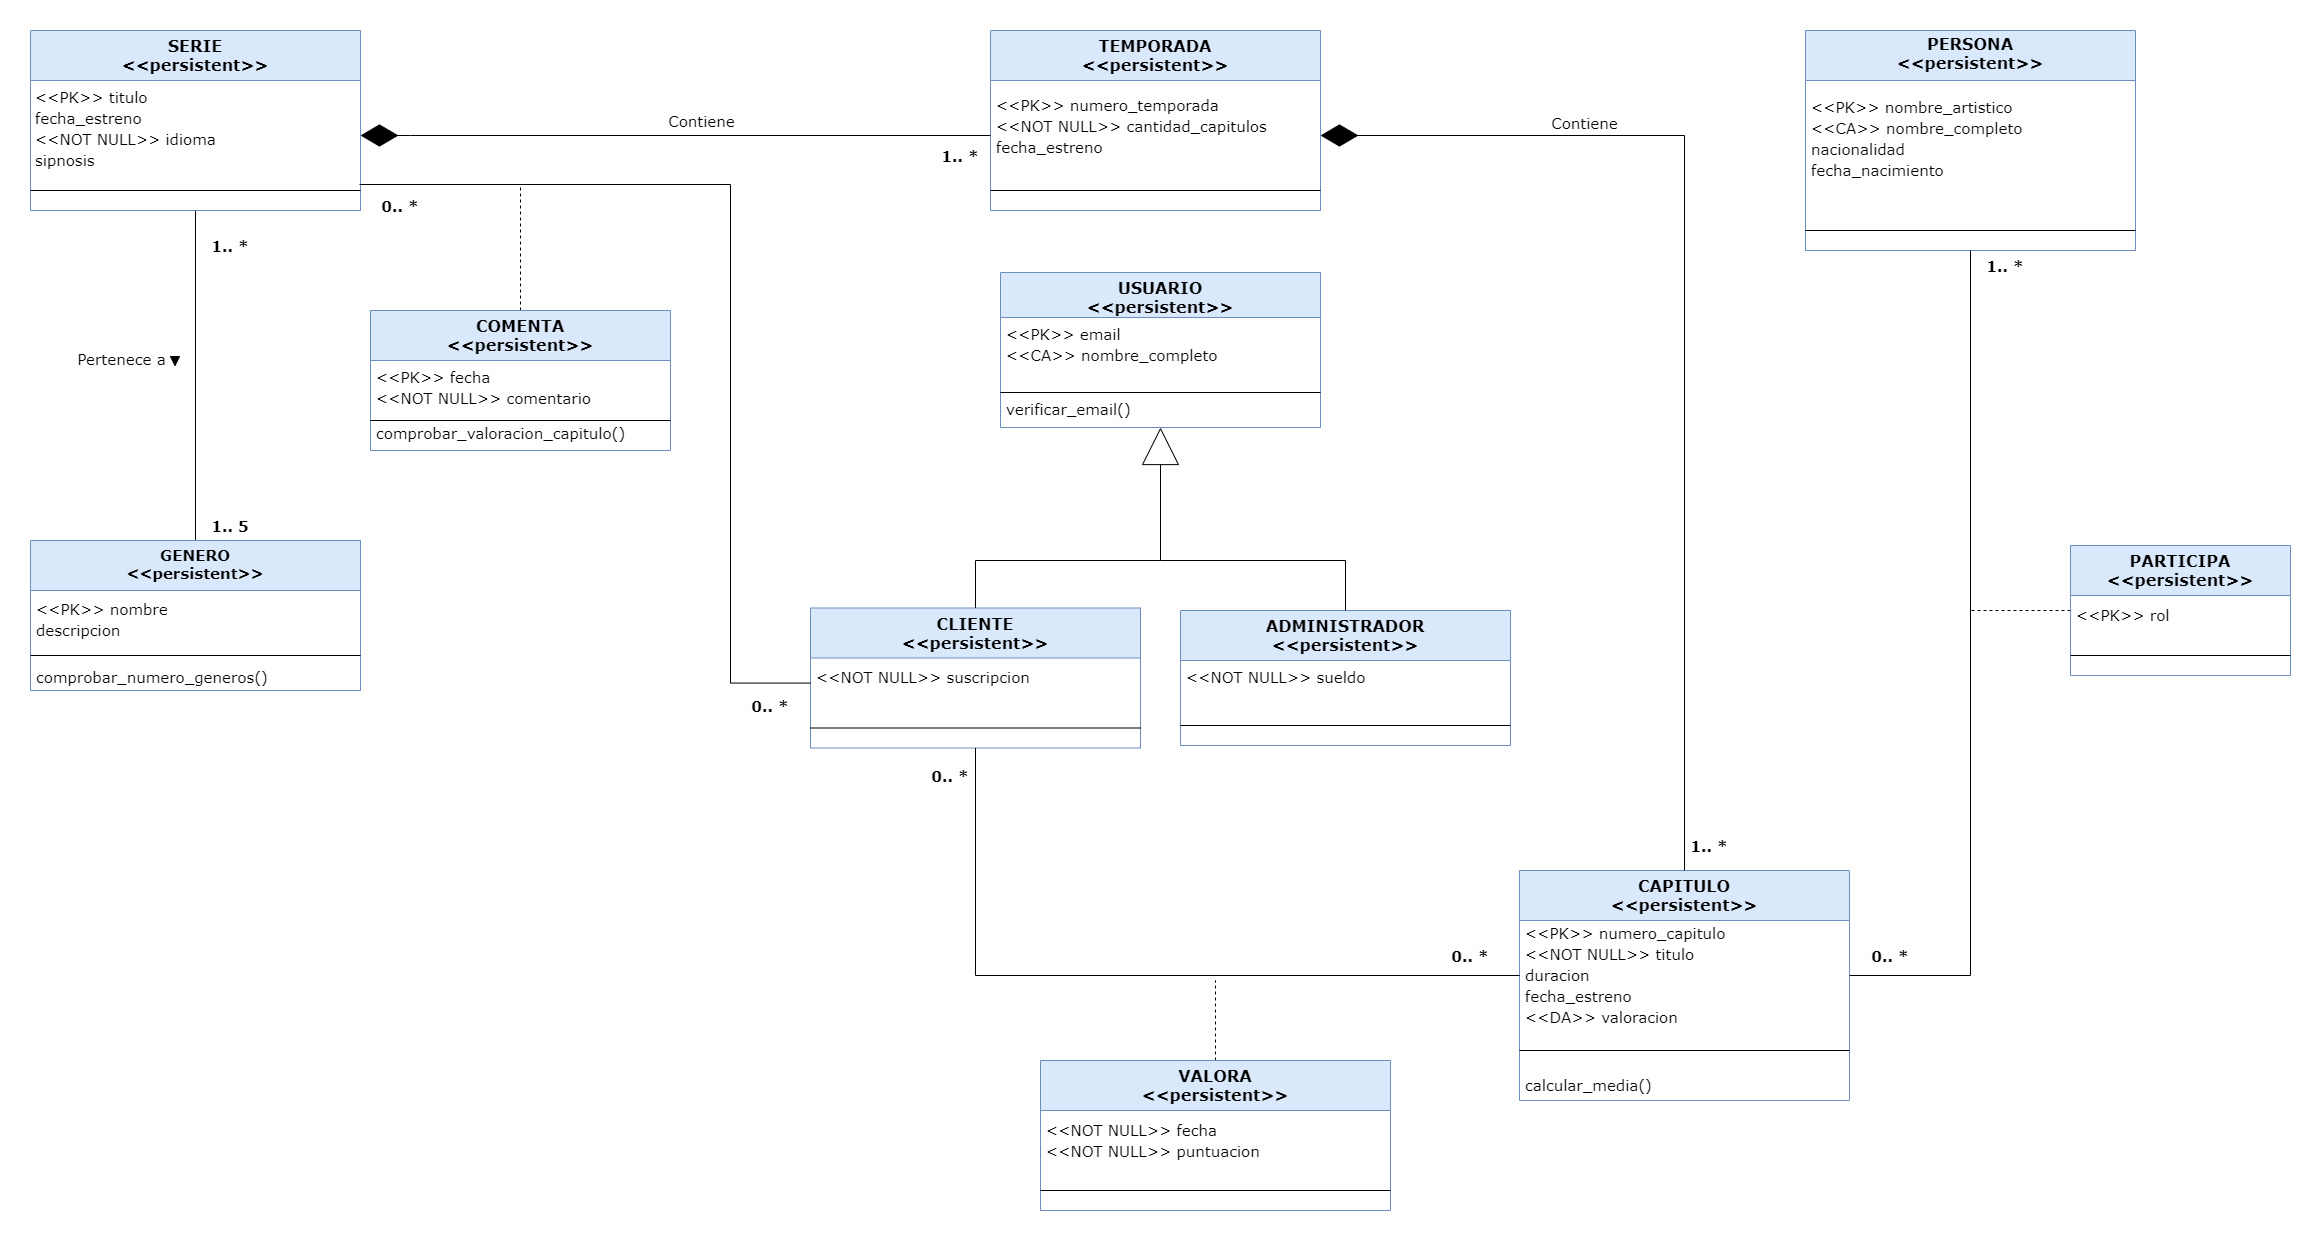 SERIE
<<persistent>>
<<PK>> titulo
fecha_estreno
<<NOT NULL>> idioma
sipnosis
Contiene
1.. *
TEMPORADA
<<persistent>>
<<PK>> numero_temporada
<<NOT NULL>> cantidad_capitulos
fecha_estreno
Contiene
PERSONA
<<persistent>>
<<PK>> nombre_artistico
<<CA>> nombre_completo
nacionalidad
fecha_nacimiento
0.. *
1.. *
1.. *
Pertenece a ▼
1.. 5
COMENTA
<<persistent>>
<<PK>> fecha
<<NOT NULL>> comentario
comprobar_valoracion_capitulo()
USUARIO
<<persistent>>
<<PK>> email
<<CA>> nombre_completo
verificar_email()
GENERO
<<persistent>>
<<PK>> nombre
descripcion
comprobar_numero_generos()
0.. *
CLIENTE
<<persistent>>
<<NOT NULL>> suscripcion
0.. *
ADMINISTRADOR
<<persistent>>
<<NOT NULL>> sueldo
PARTICIPA
<<persistent>>
<<PK>> rol
1.. *
0.. *
CAPITULO
<<persistent>>
<<PK>> numero_capitulo
<<NOT NULL>> titulo
duracion
fecha_estreno
<<DA>> valoracion
calcular_media()
0.. *
VALORA
<<persistent>>
<<NOT NULL>> fecha
<<NOT NULL>> puntuacion